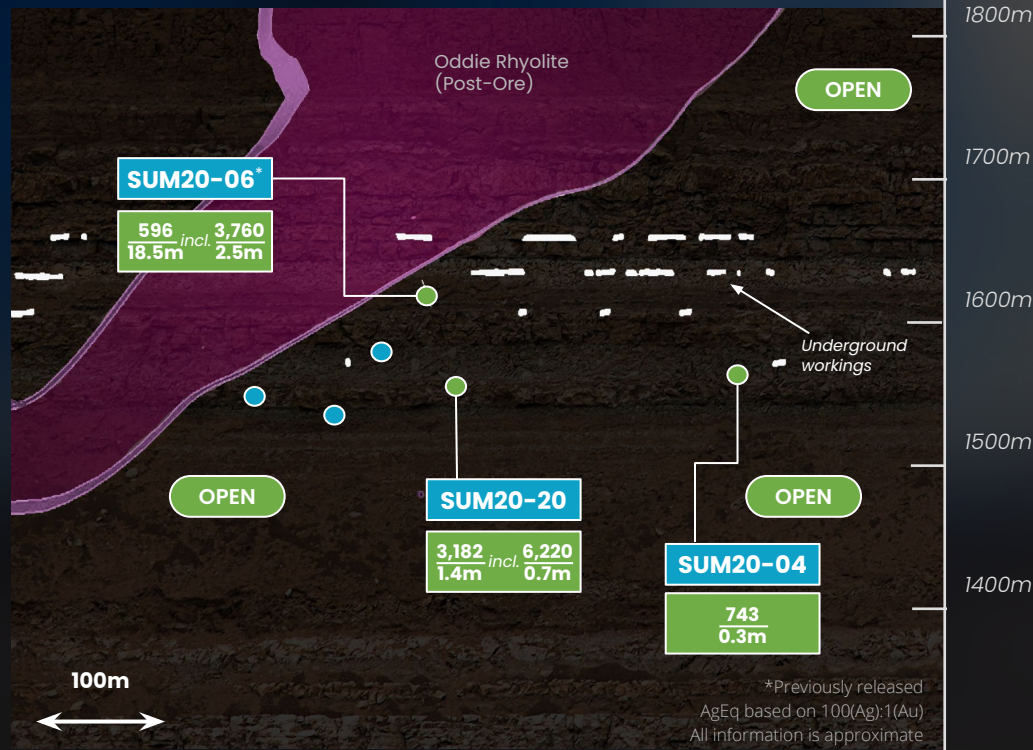 1800m
Oddie Rhyolite
(Post-Ore)
OPEN
1700m
SUM20-06*
596 incl. 3,760
18.5m 2.5m
1600m
Underground
workings
1500m
OPEN
SUM20-20
OPEN
3,182 incl. 6,220
1.4m 0.7m
SUM20-04
1400m
743
0.3m
100m
*Previously released
AgEq based on 100(Ag):1(Au)
All information is approximate